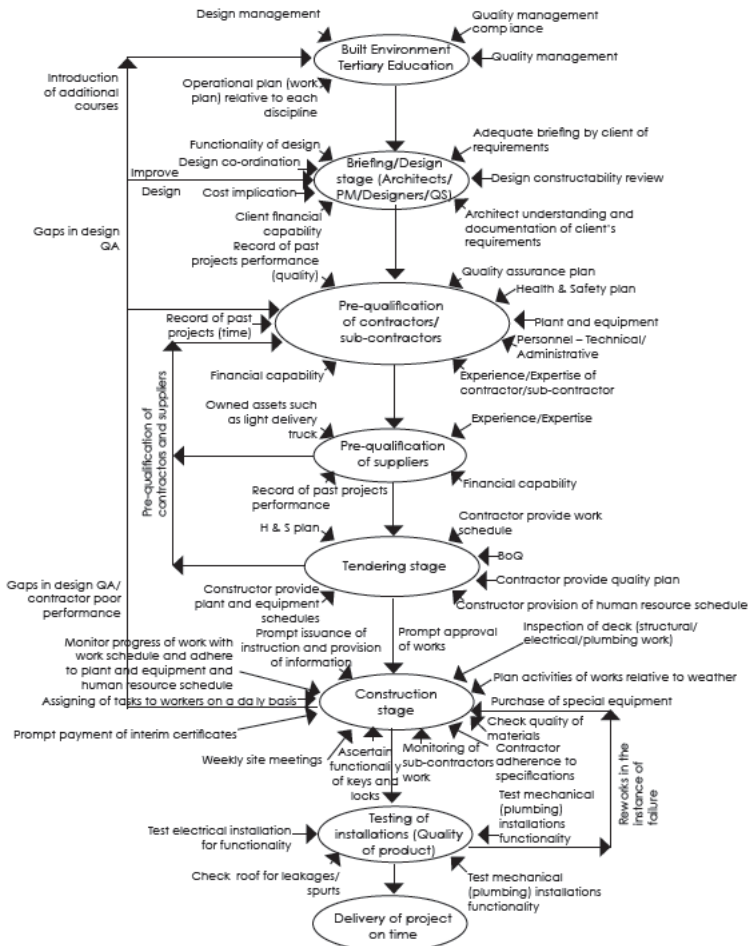 Design management
Quality management
comp iance
Built Environment
Tertiary Education
Quality management
Introduction
of additional
courses
Operational plan (work
plan) relative to each
discipline
Functionality of design
Adequate briefing by client of
requirements
Design co-ordination
Improve
Design
Briefing/Design
stage (Architects/
PM/Designers/QS)
Design constructability review
Cost implication
Client financial
capability
Architect understanding and
documentation of client's
requirements
Gaps in design
QA
Record of past
projects performance
(quality)
Quality assurance plan
Health & Safety plan
Pre-qualification
of contractors/
sub-contractors
Record of past
projects (time)
Plant and equipment
Personnel – Technical/
Administrative
Financial capability
Experience/Expertise of
contractor/sub-contractor
Pre-qualification of
contractors and suppliers
Owned assets such
as light delivery
truck
Experience/Expertise
Pre-qualification
of suppliers
Record of past projects
performance
Financial capability
H & S plan
Contractor provide work
schedule
Tendering stage
BoQ
Contractor provide quality plan
Gaps in design QA/
contractor poor
performance
Constructor provide
plant and equipment
schedules
Constructor provision of human resource schedule
Prompt issuance of
instruction and provision
of information
Prompt approval
of works
Inspection of deck (structural/
electrical/plumbing work)
Monitor progress of work with
work schedule and adhere
to plant and equipment and
human resource schedule
Plan activities of works relative to weather
Construction
stage
Assigning of tasks to workers on a daily basis
Purchase of special equipment
Prompt payment of interim certificates
Check quality of
materials
Weekly site meetings
Ascertain
functionality
of keys and
locks
Monitoring of
sub-contractors
work
Contractor
adherence to
specifications
Reworks in the
instance of
failure
Test electrical installation
for functionality
Testing of
installations (Quality
of product)
Test mechanical
(plumbing)
installations
functionality
Check roof for leakages/
spurts
Test mechanical
(plumbing) installations
functionality
Delivery of project
on time